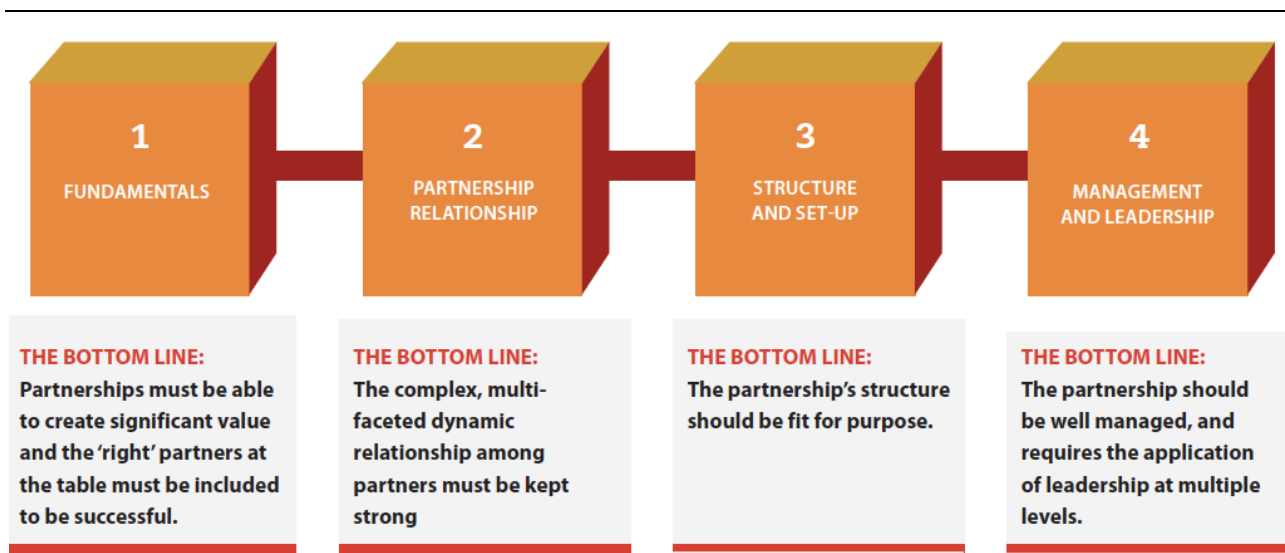 1
FUNDAMENTALS
2
PARTNERSHIP
RELATIONSHIP
3
STRUCTURE
AND SET-UP
4
MANAGEMENT
AND LEADERSHIP
THE BOTTOM LINE:
Partnerships must be able
to create significant value
and the ‘right’ partners at
the table must be included
to be successful.
THE BOTTOM LINE:
The complex, multi-
faceted dynamic
relationship among
partners must be kept
strong
THE BOTTOM LINE:
The partnership’s structure
should be fit for purpose.
THE BOTTOM LINE:
The partnership should
be well managed, and
requires the application
of leadership at multiple
levels.